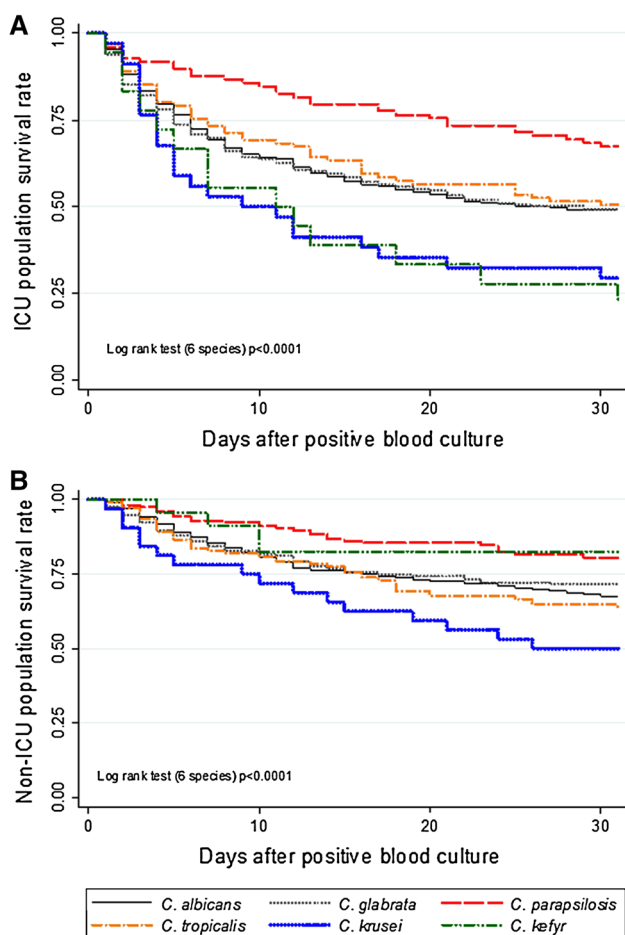 A
ICU population survival rate
1.00
0.75
0.50
0.25
0.00
Log rank test (6 species) p<0.0001
0 10 20 30
Days after positive blood culture
B
Non-ICU population survival rate
1.00
0.75
0.50
0.25
0.00
Log rank test (6 species) p<0.0001
0 10 20 30
Days after positive blood culture
C. albicans C. glabrata C. parapsilosis
C. tropicalis C. krusei C. kefyr